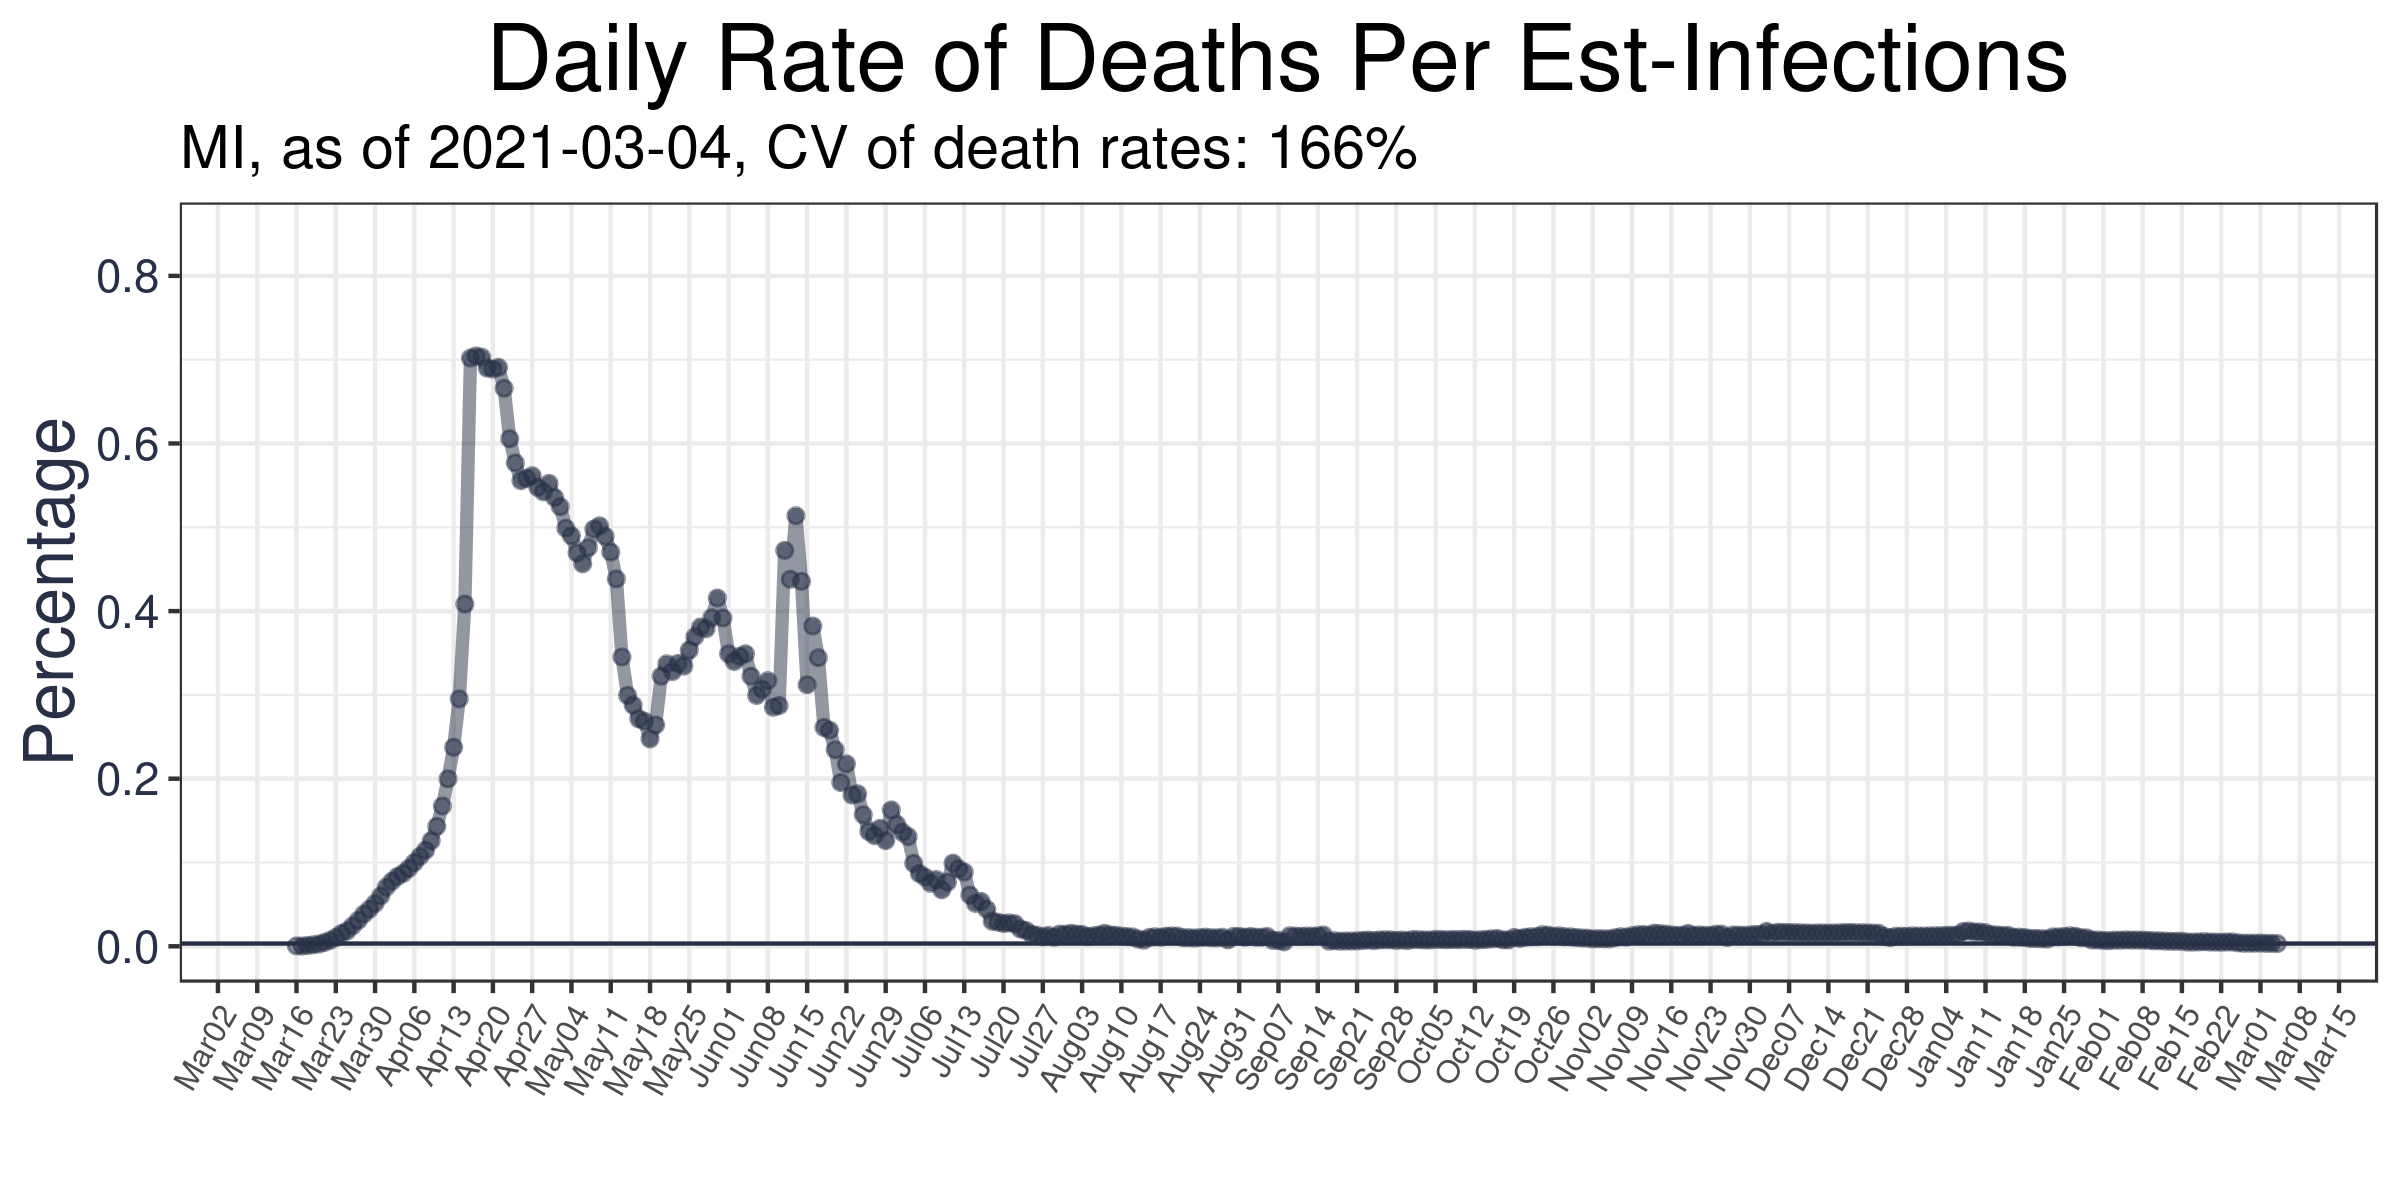 Daily Rate of Deaths Per Est-Infections
MI, as of 2021-03-04, CV of death rates: 166%
Percentage
0.8
0.6
0.4
0.2
0.0
Mar02
Mar09
Mar16
Mar23
Mar30
Apr06
Apr13
Apr20
Apr27
May04
May11
May18
May25
Jun01
Jun08
Jun15
Jun22
Jun29
Jul06
Jul13
Jul20
Jul27
Aug03
Aug10
Aug17
Aug24
Aug31
Sep07
Sep14
Sep21
Sep28
Oct05
Oct12
Oct19
Oct26
Nov02
Nov09
Nov16
Nov23
Nov30
Dec07
Dec14
Dec21
Dec28
Jan04
Jan11
Jan18
Jan25
Feb01
Feb08
Feb15
Feb22
Mar01
Mar08
Mar15